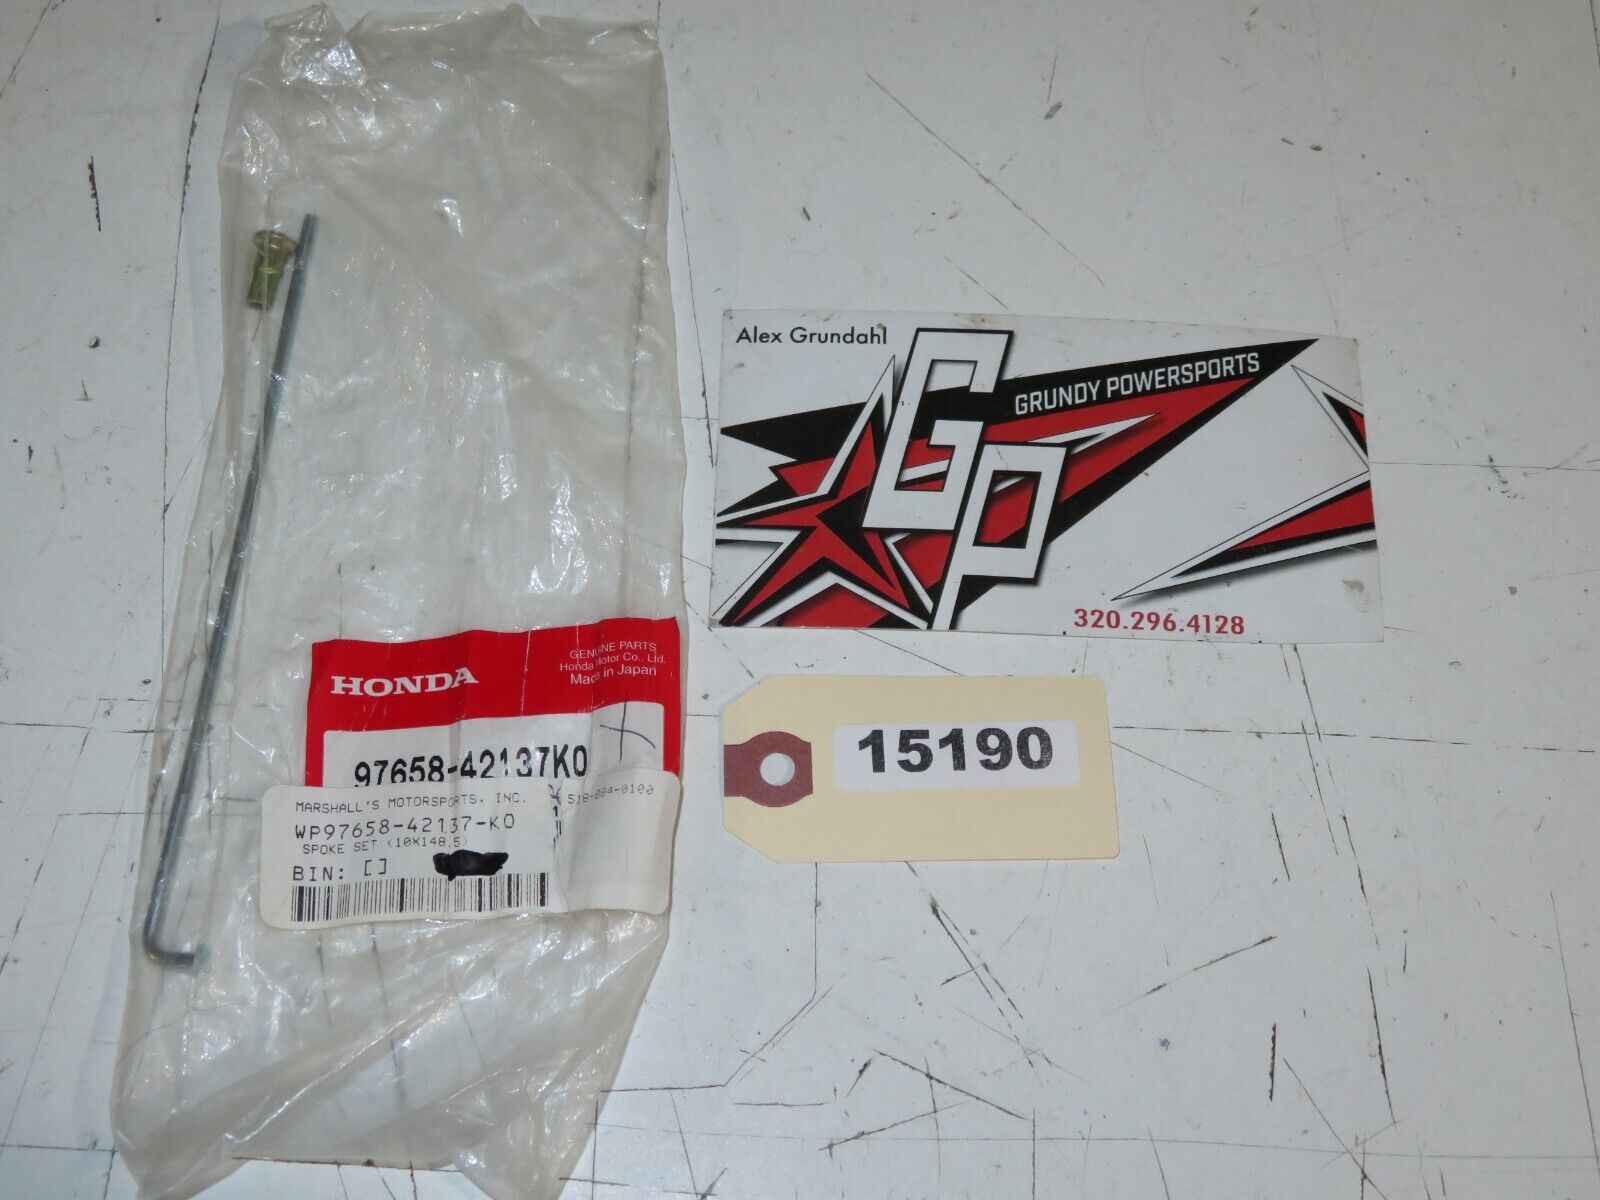 HONDA
GENUINE PARTS
Honda Motor Co., Ltd.
Made in Japan
97658-42137K0
MARSHALL'S MOTORSPORTS, INC.
WP97658-42137-K0
SPOKE SET (10X148.5)
BIN: []
Alex Grundahl
GP
GRUNDY POWERSPORTS
320.296.4128
15190